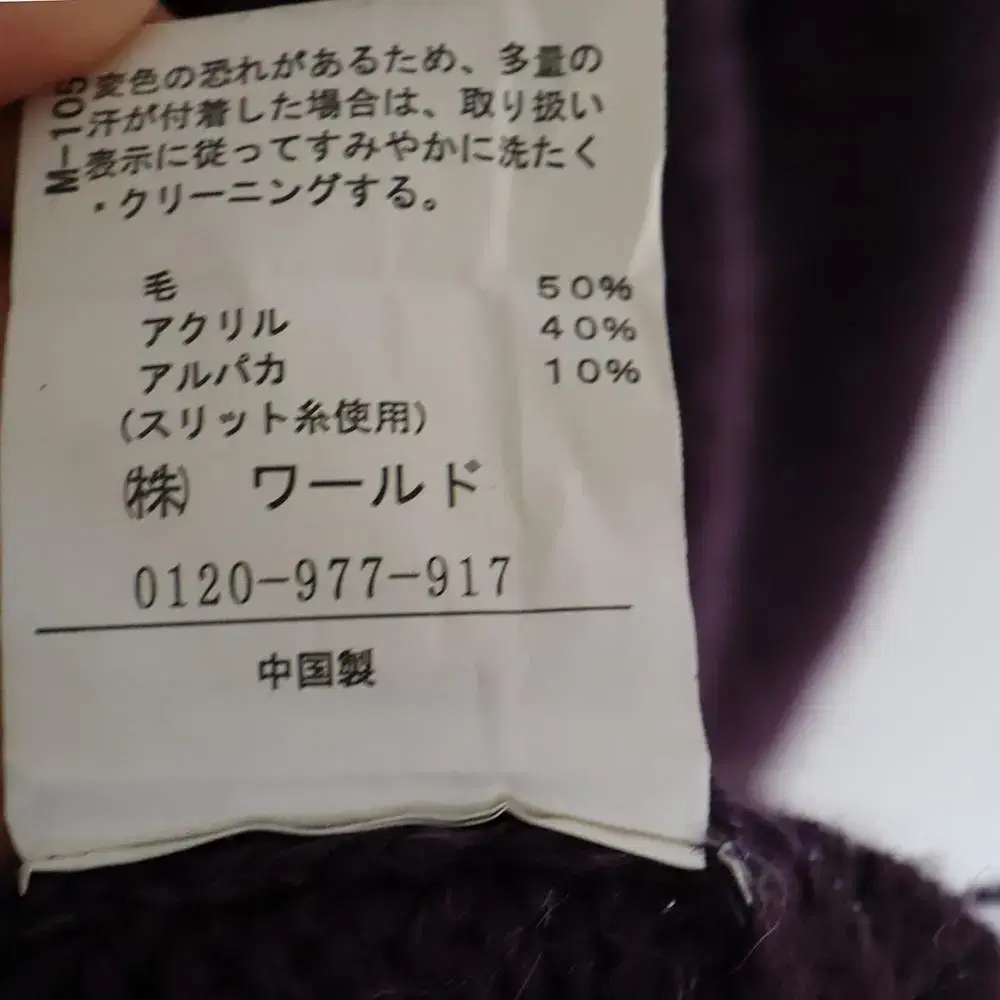 M-105
変色の恐れがあるため、多量の
汗が付着した場合は、取り扱い
表示に従ってすみやかに洗たく
・クリーニングする。
毛 50%
アクリル 40%
アルパカ 10%
(スリット糸使用)
㈱ ワールド
0120-977-917
中国製